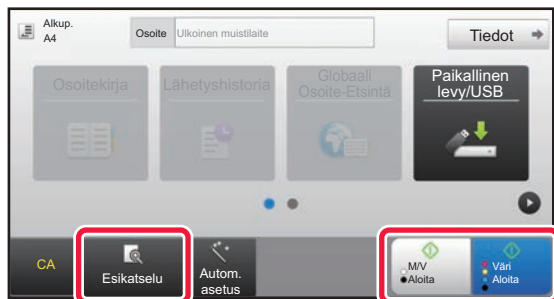 Alkup.
A4
Osoite Ulkoinen muistilaite
Tiedot
Osoitekirja
Lähetyshistoria
Globaali
Osoite-Etsintä
Paikallinen
levy/USB
CA
Esikatselu
Autom.
asetus
M/V
Aloita
Väri
Aloita